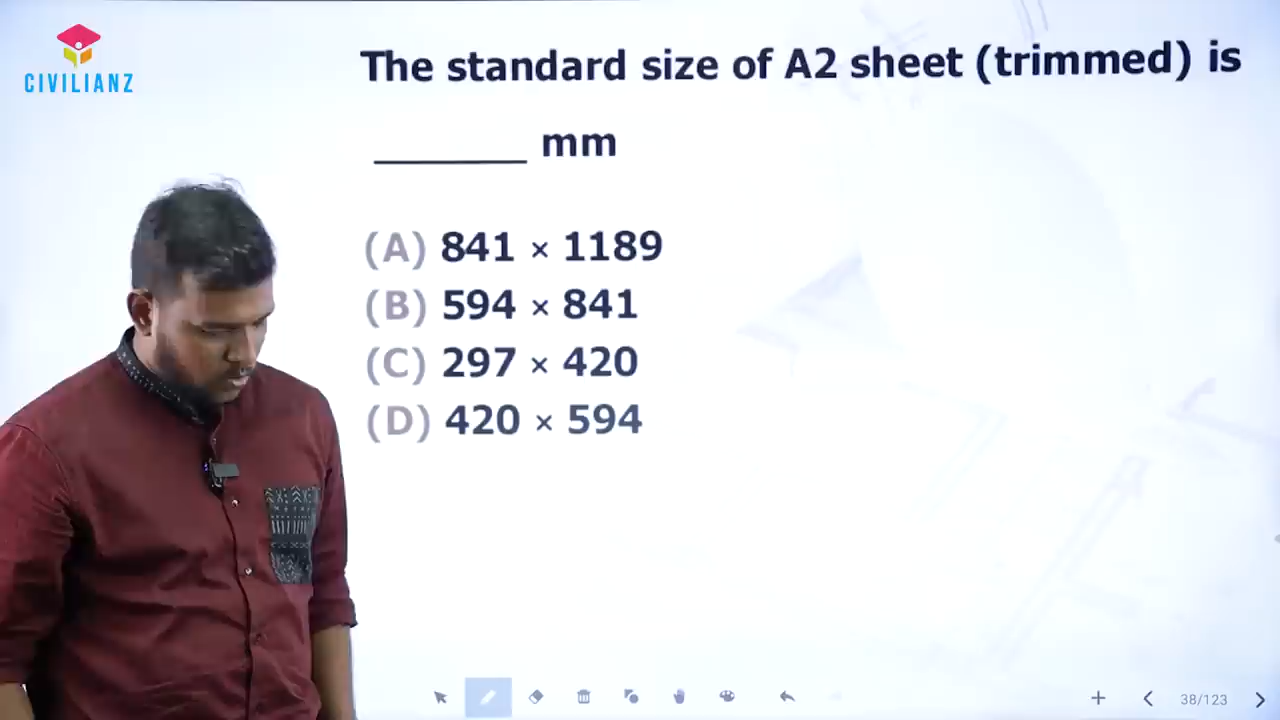 CIVILIANZ
The standard size of A2 sheet (trimmed) is
________ mm
(A) 841 × 1189
(B) 594 × 841
(C) 297 × 420
(D) 420 × 594
38/123